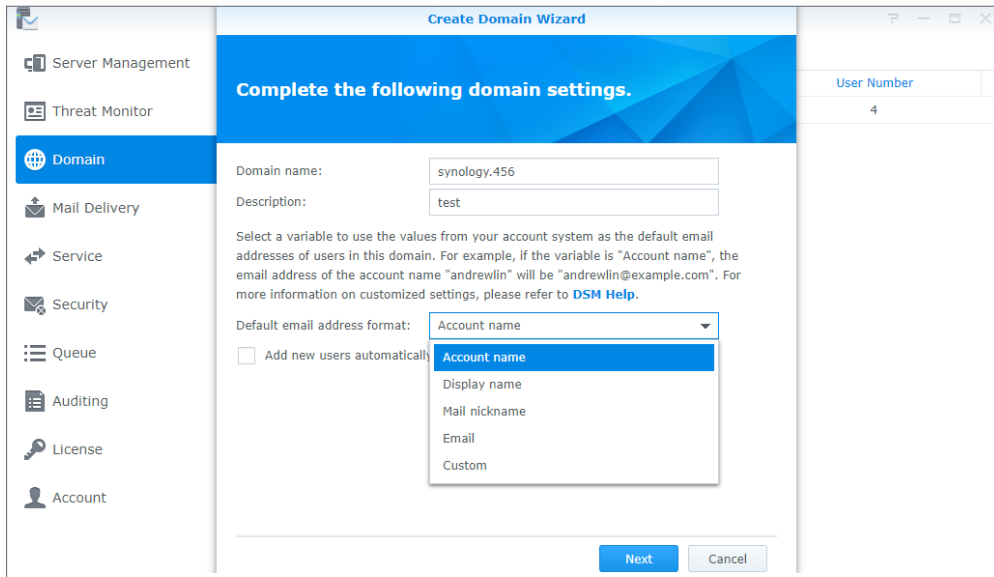 Create Domain Wizard
Server Management
Threat Monitor
Domain
Mail Delivery
Service
Security
Queue
Auditing
License
Account
Complete the following domain settings.
Domain name: synology.456
Description: test
Select a variable to use the values from your account system as the default email
addresses of users in this domain. For example, if the variable is "Account name", the
email address of the account name "andrewlin" will be "andrewlin@example.com". For
more information on customized settings, please refer to DSM Help.
Default email address format: Account name
Add new users automatically
Account name
Display name
Mail nickname
Email
Custom
Next Cancel
User Number
4